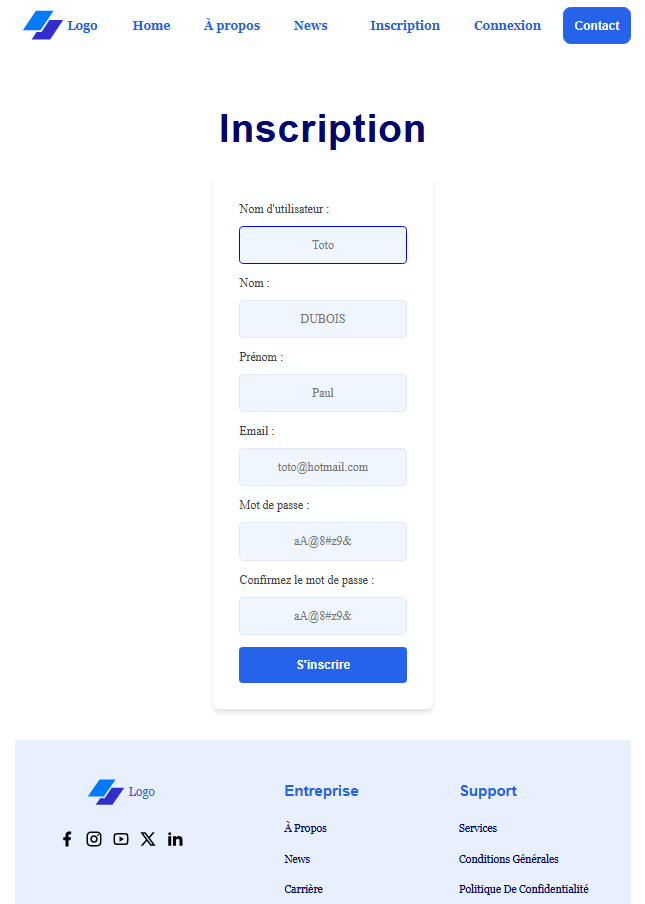 Logo Home À propos News Inscription Connexion Contact
Inscription
Nom d'utilisateur :
Toto
Nom :
DUBOIS
Prénom :
Paul
Email :
toto@hotmail.com
Mot de passe :
aA@8#z9&
Confirmez le mot de passe :
aA@8#z9&
S'inscrire
Logo
Entreprise
À Propos
News
Carrière
Support
Services
Conditions Générales
Politique De Confidentialité